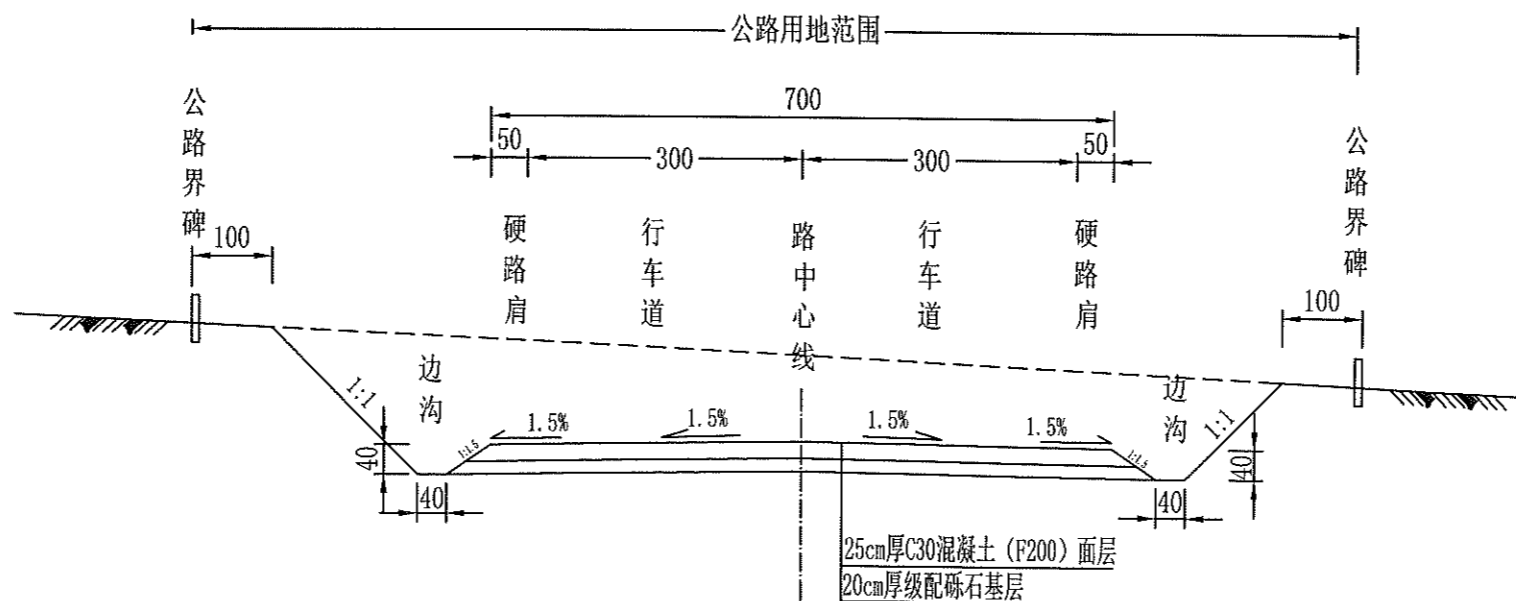 公路用地范围
公路界碑
700
50
300
300
50
公路界碑
100
硬路肩
行车道
路中心线
行车道
硬路肩
100
边沟
边沟
1:1
1:1
1.5%
1.5%
1.5%
1.5%
1:1.5
1:1.5
40
40
40
40
25cm厚C30混凝土（F200）面层
20cm厚级配砾石基层